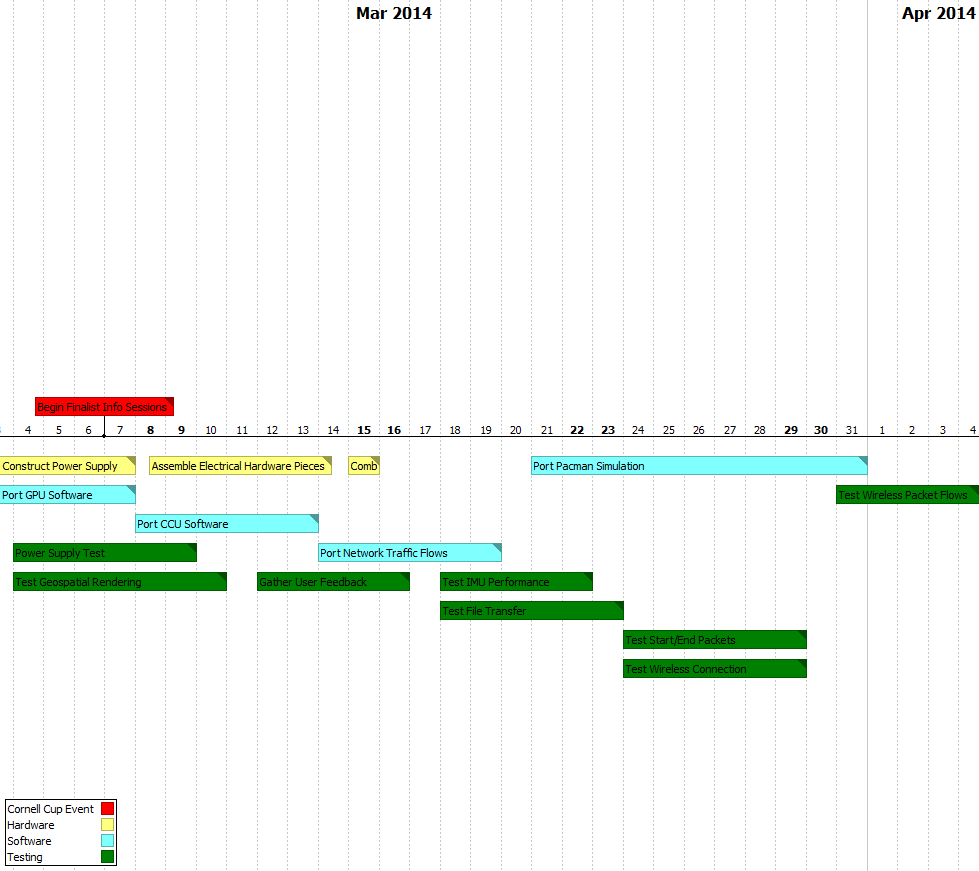 Mar 2014
Apr 2014
Begin Finalist Info Sessions
4 5 6 7 8 9 10 11 12 13 14 15 16 17 18 19 20 21 22 23 24 25 26 27 28 29 30 31 1 2 3 4
Construct Power Supply
Assemble Electrical Hardware Pieces
Comb
Port Pacman Simulation
Port GPU Software
Test Wireless Packet Flows
Port CCU Software
Power Supply Test
Port Network Traffic Flows
Test Geospatial Rendering
Gather User Feedback
Test IMU Performance
Test File Transfer
Test Start/End Packets
Test Wireless Connection
Cornell Cup Event
Hardware
Software
Testing